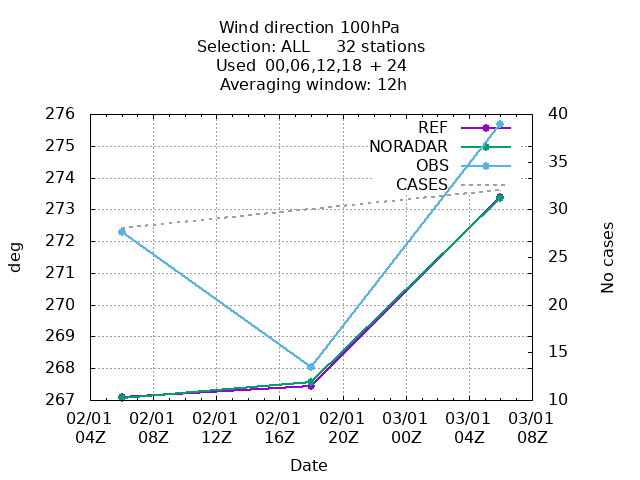 Wind direction 100hPa
Selection: ALL 32 stations
Used 00,06,12,18 + 24
Averaging window: 12h
276
275
274
273
272
271
270
269
268
267
deg
40
35
30
25
20
15
10
No cases
REF
NORADAR
OBS
CASES
02/01 02/01 02/01 02/01 02/01 03/01 03/01 03/01
04Z 08Z 12Z 16Z 20Z 00Z 04Z 08Z
Date